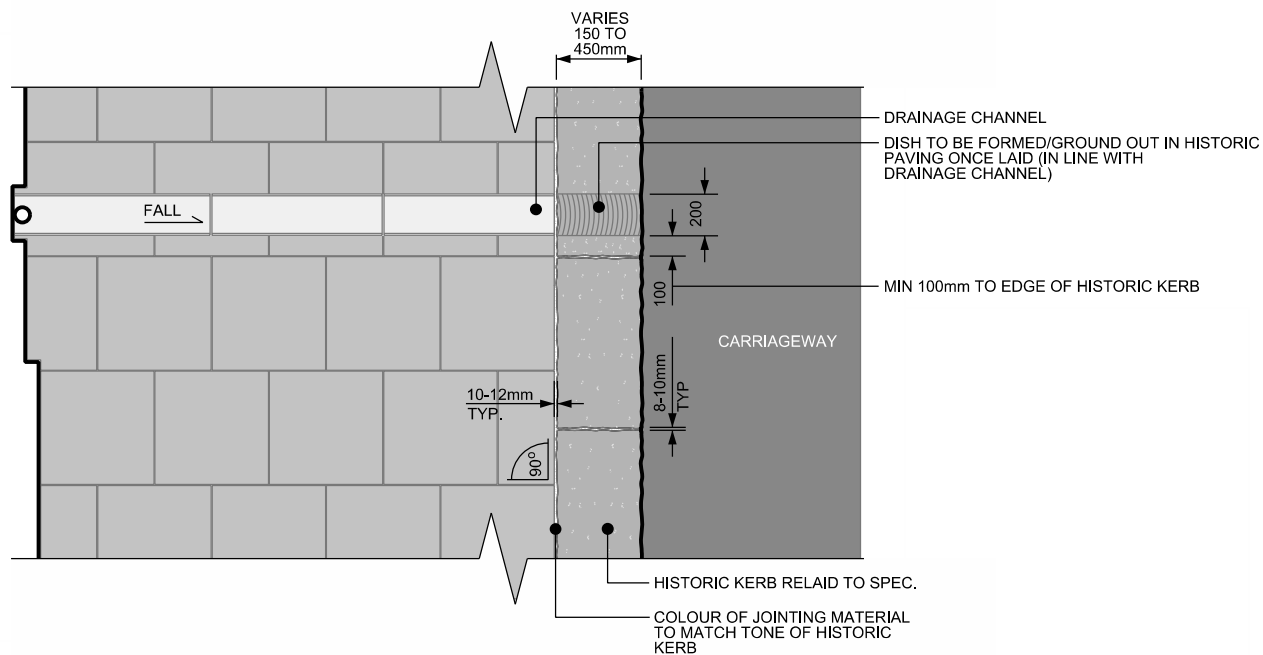 VARIES
150 TO
450mm
DRAINAGE CHANNEL
DISH TO BE FORMED/GROUND OUT IN HISTORIC
PAVING ONCE LAID (IN LINE WITH
DRAINAGE CHANNEL)
FALL
200
100
MIN 100mm TO EDGE OF HISTORIC KERB
CARRIAGEWAY
10-12mm
TYP.
8-10mm
TYP
90°
HISTORIC KERB RELAID TO SPEC.
COLOUR OF JOINTING MATERIAL
TO MATCH TONE OF HISTORIC
KERB